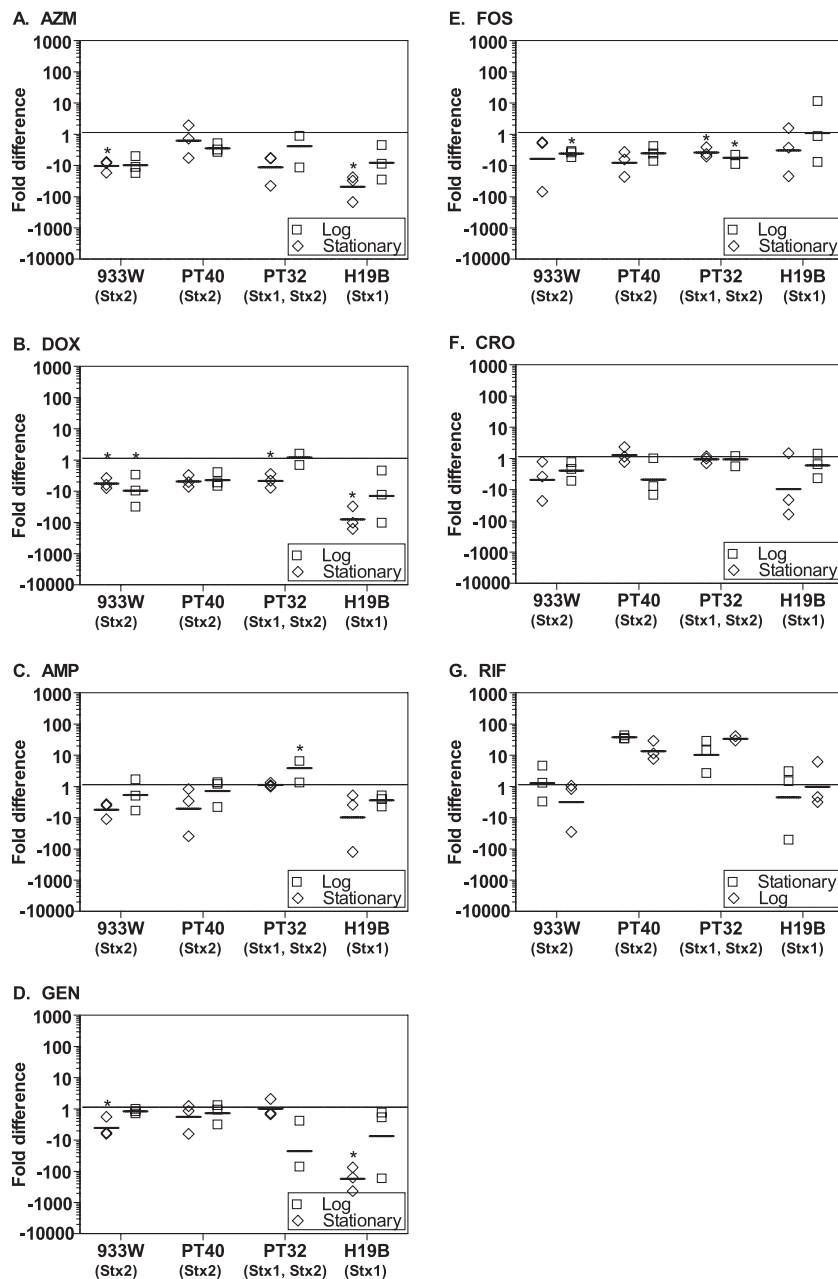 A. AZM
Fold difference
1000
100
10
1
-10
-100
-1000
-10000
*
*
Log
Stationary
933W
PT40
PT32
H19B
(Stx2)
(Stx2)
(Stx1, Stx2)
(Stx1)
B. DOX
Fold difference
1000
100
10
1
-10
-100
-1000
-10000
*
*
*
*
Log
Stationary
933W
PT40
PT32
H19B
(Stx2)
(Stx2)
(Stx1, Stx2)
(Stx1)
C. AMP
Fold difference
1000
100
10
1
-10
-100
-1000
-10000
*
Log
Stationary
933W
PT40
PT32
H19B
(Stx2)
(Stx2)
(Stx1, Stx2)
(Stx1)
D. GEN
Fold difference
1000
100
10
1
-10
-100
-1000
-10000
*
*
Log
Stationary
933W
PT40
PT32
H19B
(Stx2)
(Stx2)
(Stx1, Stx2)
(Stx1)
E. FOS
Fold difference
1000
100
10
1
-10
-100
-1000
-10000
*
*
*
Log
Stationary
933W
PT40
PT32
H19B
(Stx2)
(Stx2)
(Stx1, Stx2)
(Stx1)
F. CRO
Fold difference
1000
100
10
1
-10
-100
-1000
-10000
Log
Stationary
933W
PT40
PT32
H19B
(Stx2)
(Stx2)
(Stx1, Stx2)
(Stx1)
G. RIF
Fold difference
1000
100
10
1
-10
-100
-1000
-10000
Stationary
Log
933W
PT40
PT32
H19B
(Stx2)
(Stx2)
(Stx1, Stx2)
(Stx1)